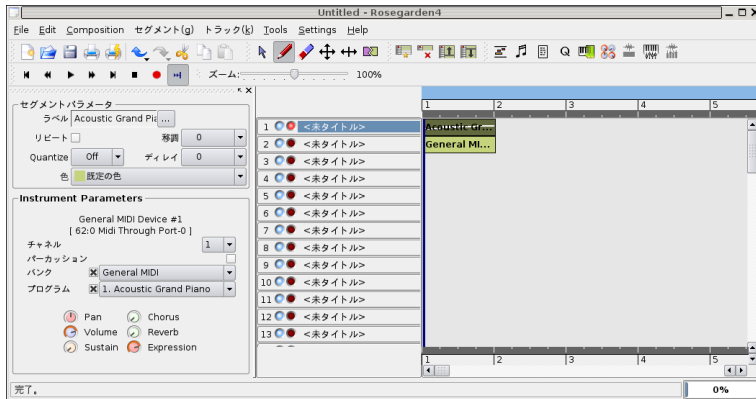 Untitled - Rosegarden4
File Edit Composition セグメント(g) トラック(k) Tools Settings Help
ズーム: 100%
セグメントパラメータ
ラベル Acoustic Grand Pia ...
リピート 移調 0
Quantize Off ディレイ 0
色 既定の色
Instrument Parameters
General MIDI Device #1
[ 62:0 Midi Through Port-0 ]
チャネル 1
パーカッション
バンク General MIDI
プログラム 1. Acoustic Grand Piano
Pan Chorus
Volume Reverb
Sustain Expression
1 2 3 4 5
1 <未タイトル> Acoustic Gr...
2 <未タイトル> General MI...
3 <未タイトル>
4 <未タイトル>
5 <未タイトル>
6 <未タイトル>
7 <未タイトル>
8 <未タイトル>
9 <未タイトル>
10 <未タイトル>
11 <未タイトル>
12 <未タイトル>
13 <未タイトル>
1 2 3 4 5
完了。 0%